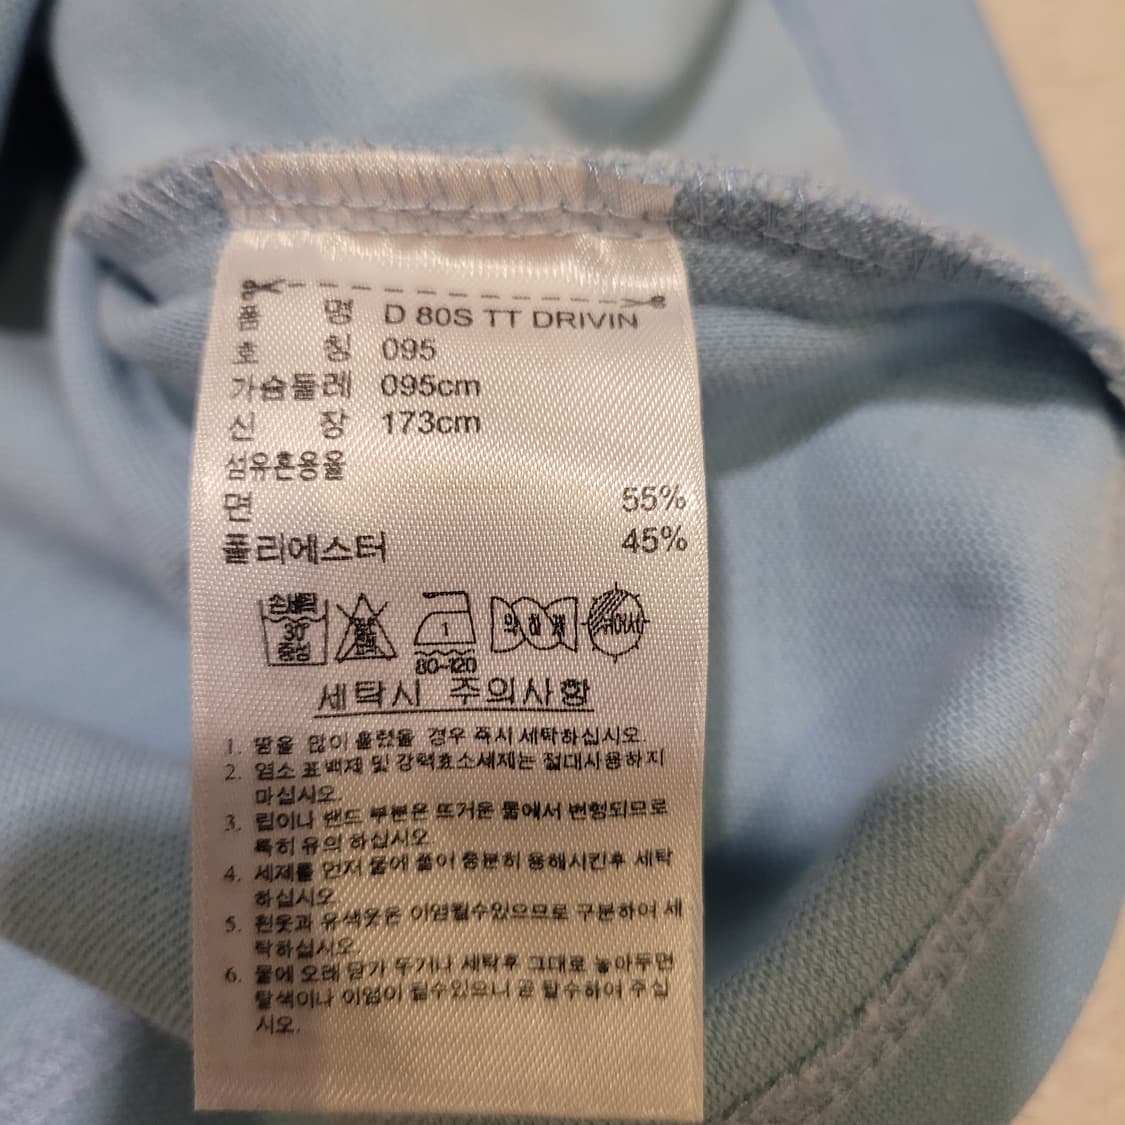 품 명 D 80S TT DRIVIN
호 칭 095
가슴둘레 095cm
신 장 173cm
섬유혼용율
면 55%
폴리에스터 45%
손세탁 30° 중성
1 80-120
약하게
뉘어서
세탁시 주의사항
1. 땀을 많이 흘렸을 경우 즉시 세탁하십시오.
2. 염소 표백제 및 강력효소세제는 절대사용하지
마십시오.
3. 립이나 밴드 부분은 뜨거운 물에서 변형되므로
특히 유의 하십시오
4. 세제를 먼저 물에 풀어 충분히 용해시킨후 세탁
하십시오
5. 흰옷과 유색옷은 이염될수있으므로 구분하여 세
탁하십시오.
6. 물에 오래 담가 두거나 세탁후 그대로 놓아두면
탈색이나 이염이 될수있으니 곧 탈수하여 주십
시오.